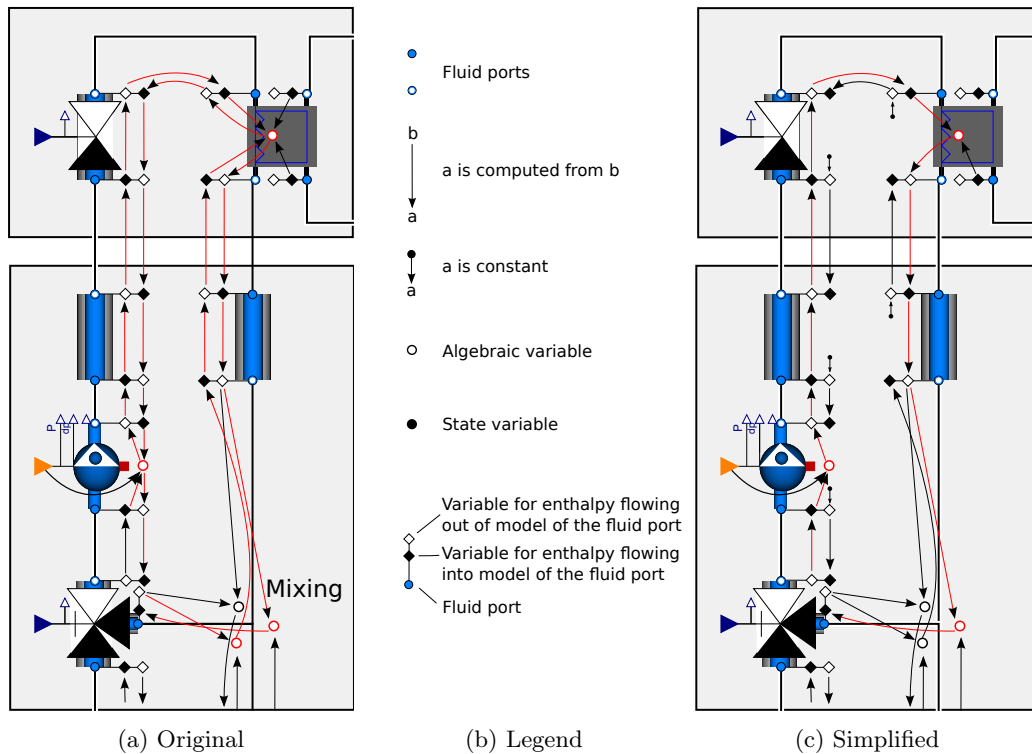 Fluid ports
b
a is computed from b
a
a is constant
a
Algebraic variable
State variable
P
dp
P
dp
Variable for enthalpy flowing
out of model of the fluid port
Variable for enthalpy flowing
into model of the fluid port
Mixing
Fluid port
(a) Original
(b) Legend
(c) Simplified